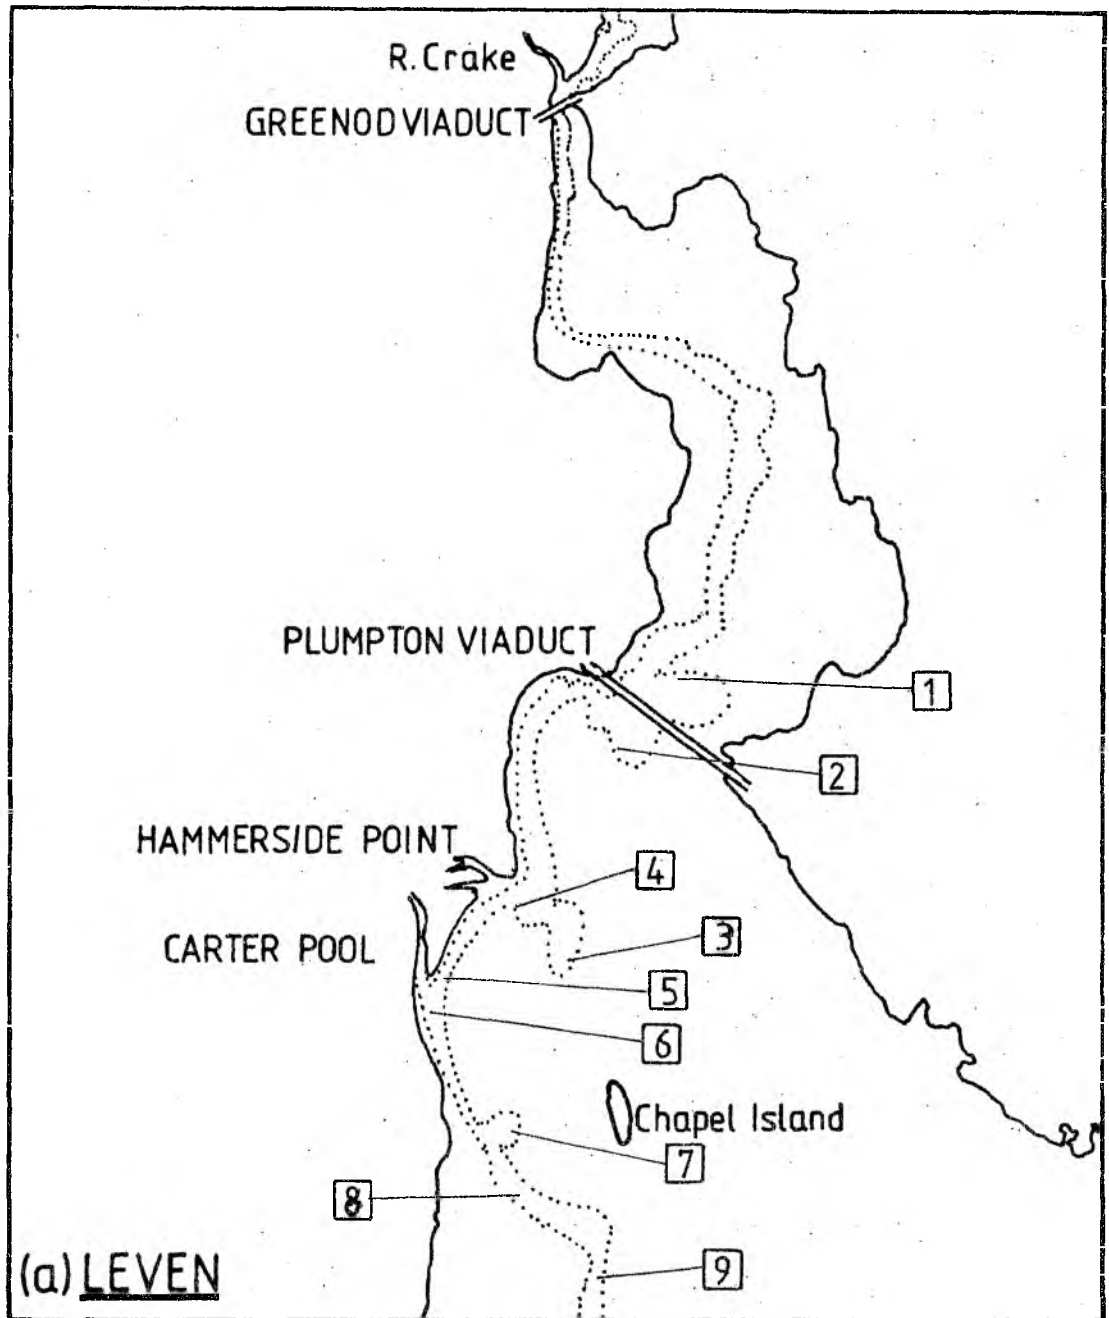 R. Crake
GREENOD VIADUCT
PLUMPTON VIADUCT
1
2
HAMMERSIDE POINT
4
CARTER POOL
3
5
6
Chapel Island
7
8
9
(a) LEVEN